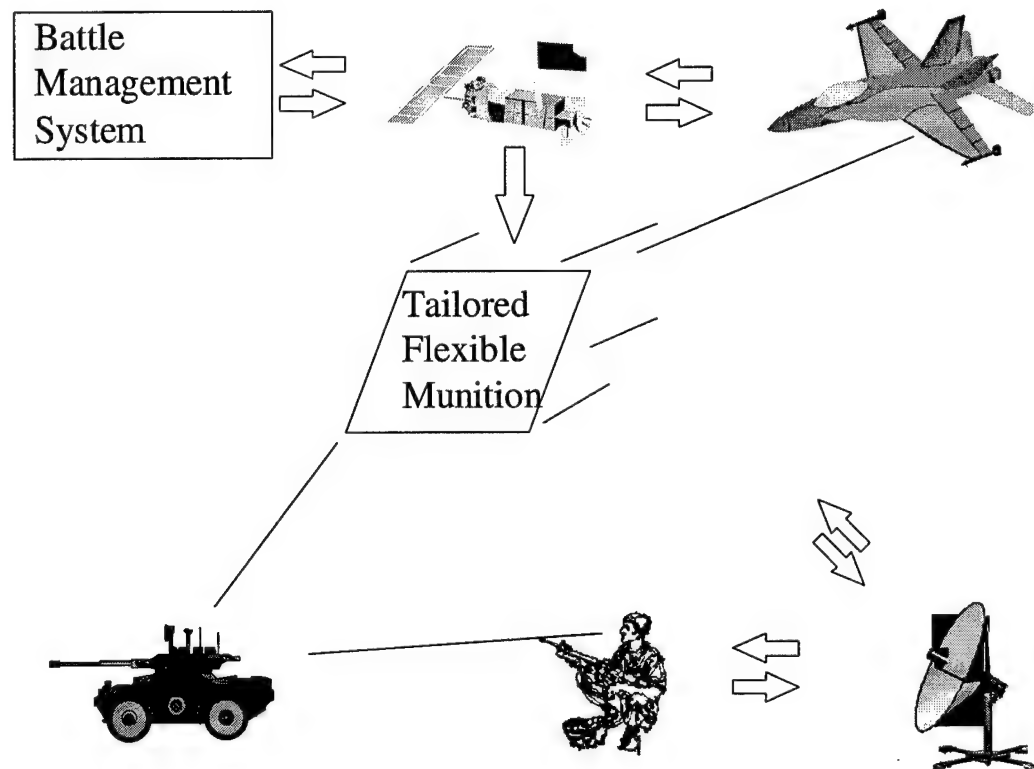 Battle
Management
System
Tailored
Flexible
Munition